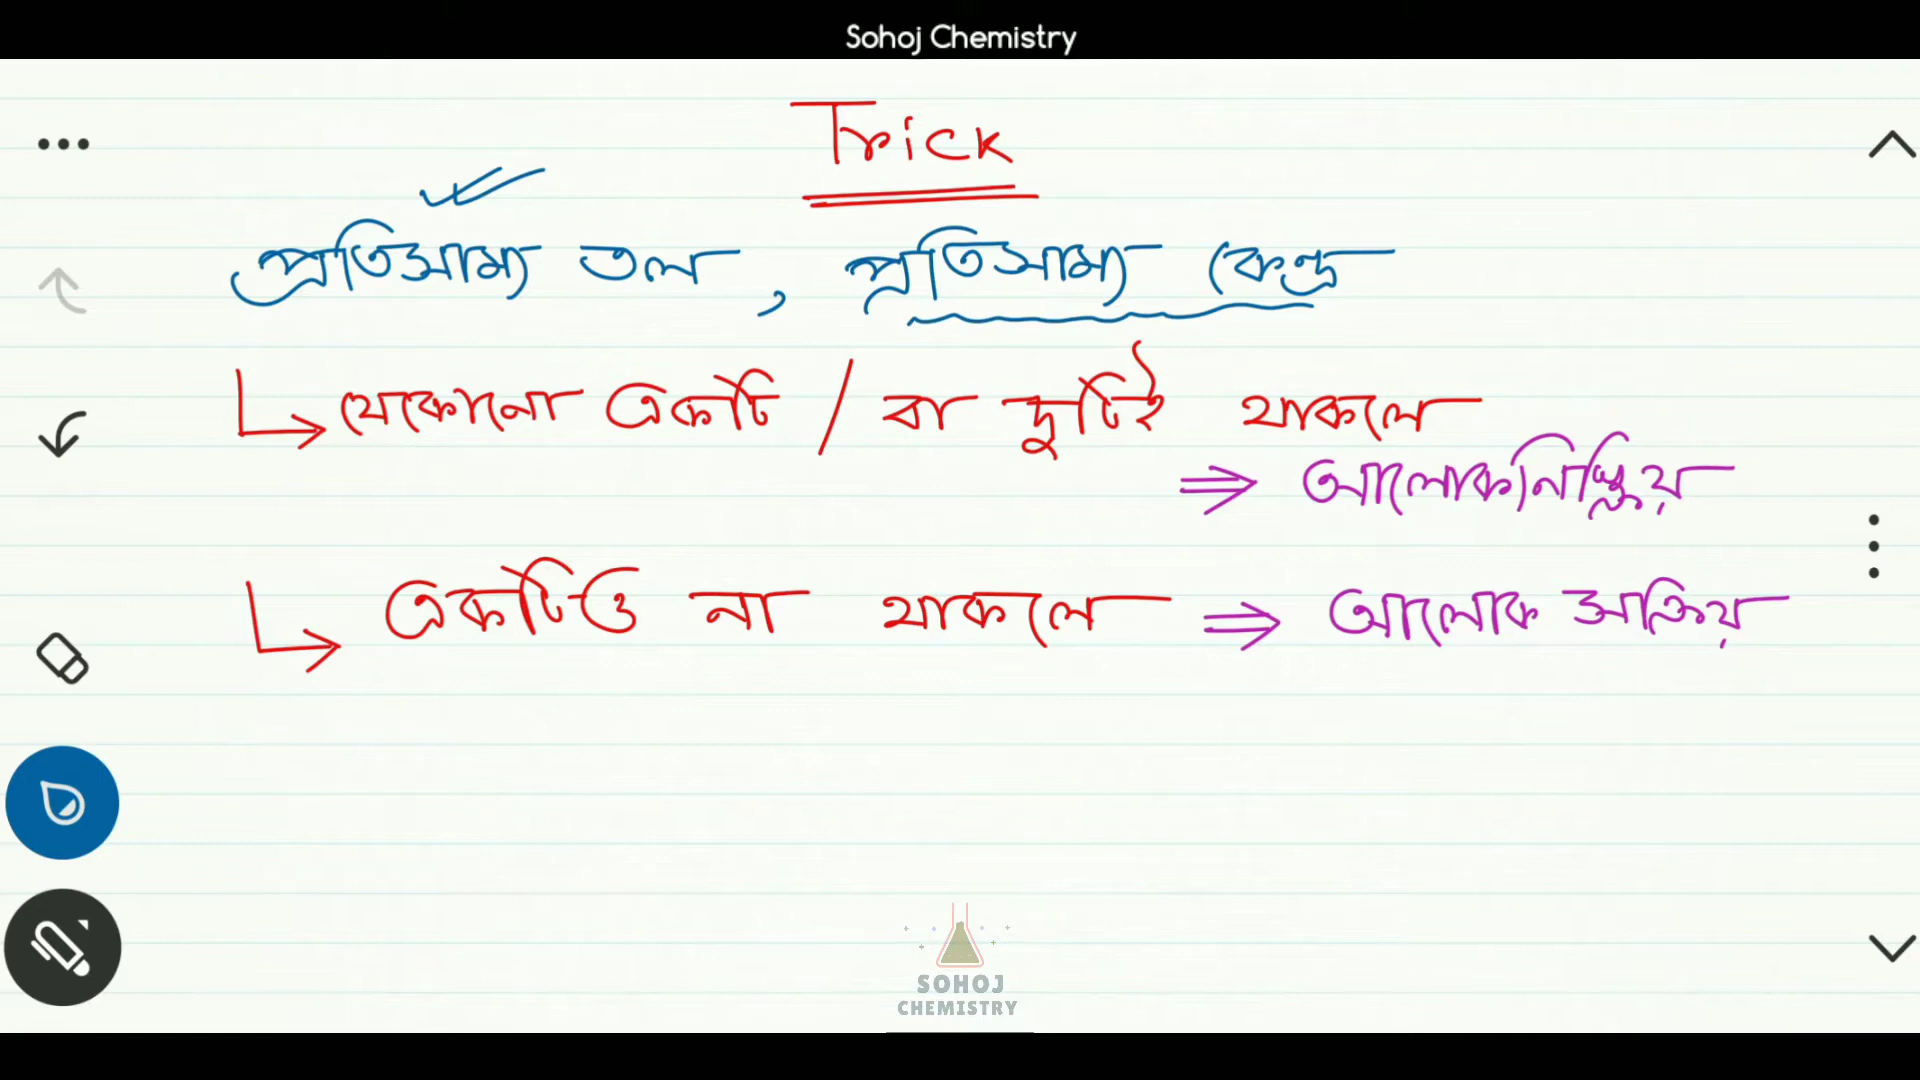 Sohoj Chemistry
Trick
প্রতিসাম্য তল, প্রতিসাম্য কেন্দ্র
যেকোনো একটি / বা দুটিই থাকলে
⇒ আলোকনিষ্ক্রিয়
একটিও না থাকলে ⇒ আলোক সক্রিয়
SOHOJ
CHEMISTRY